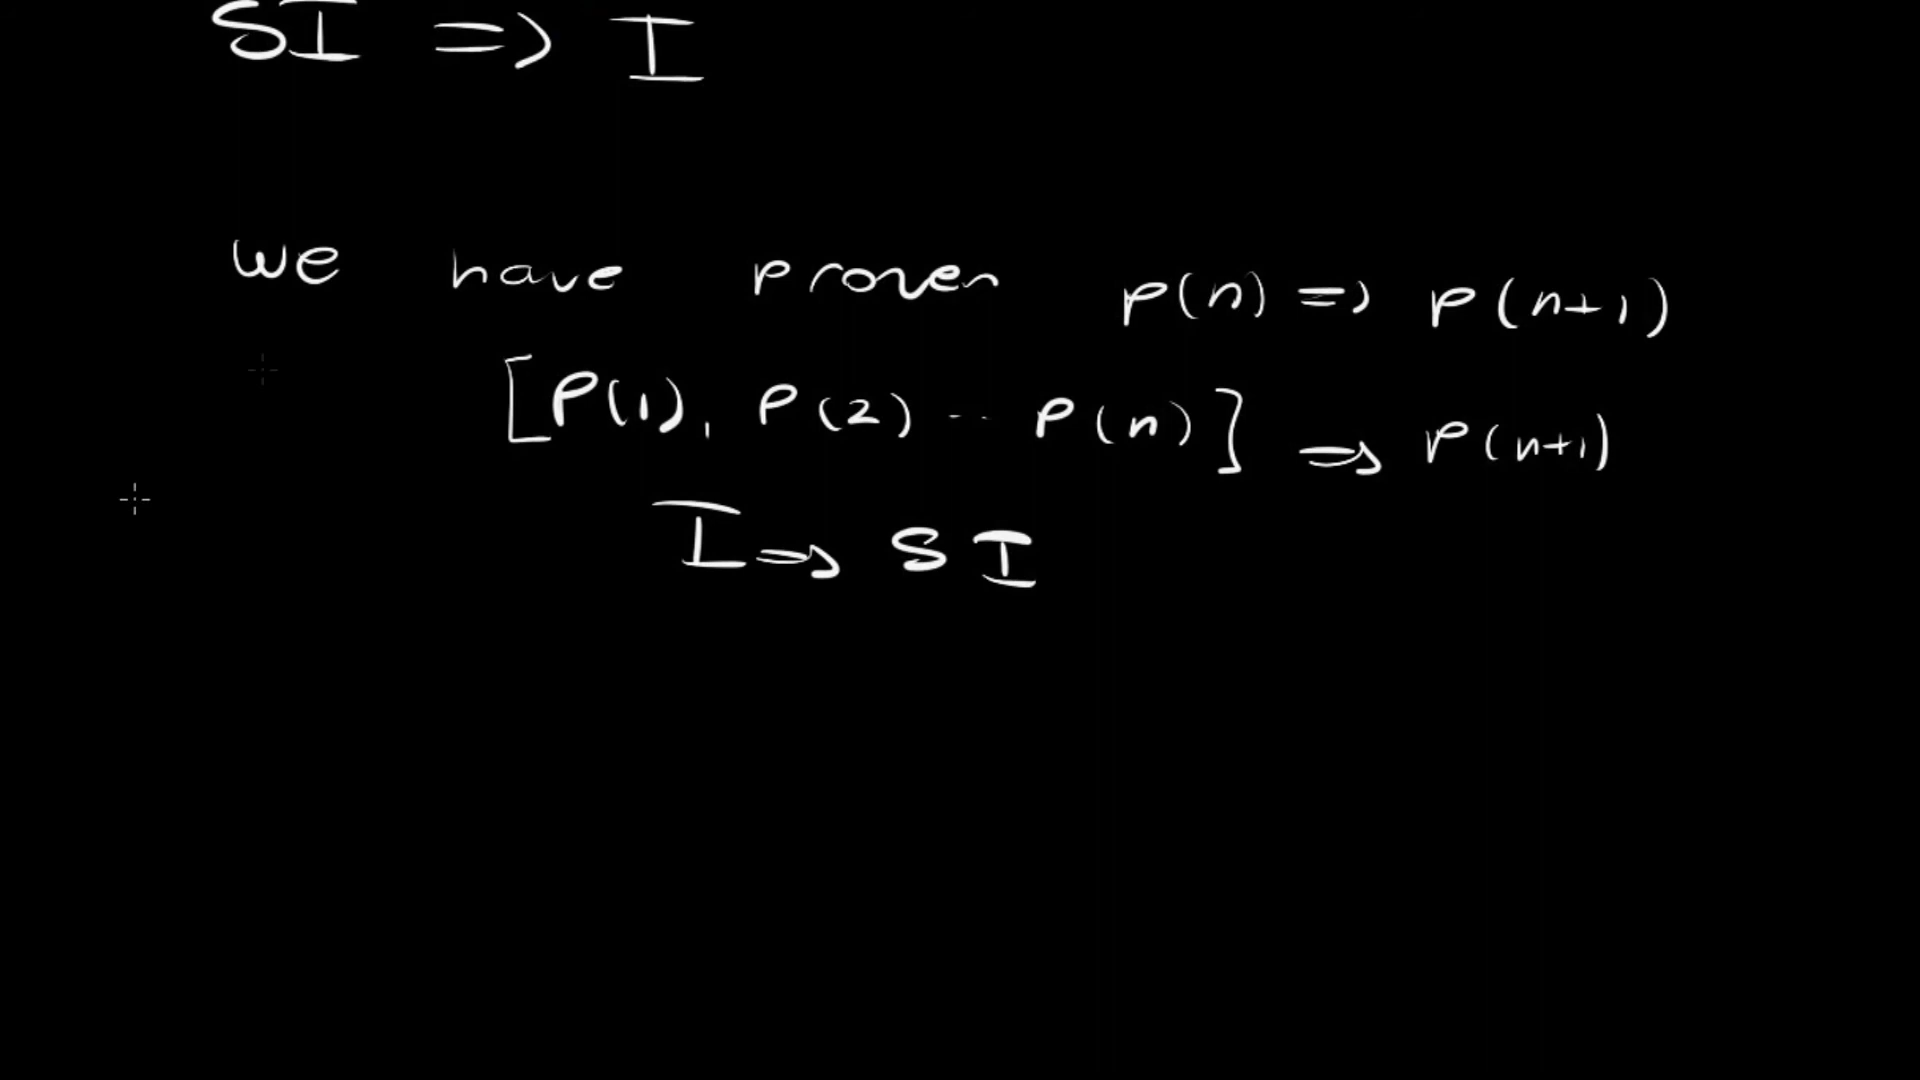 SI => I
we have proven p(n) => p(n+1)
[P(1), P(2) -- P(n)] => P(n+1)
I => SI